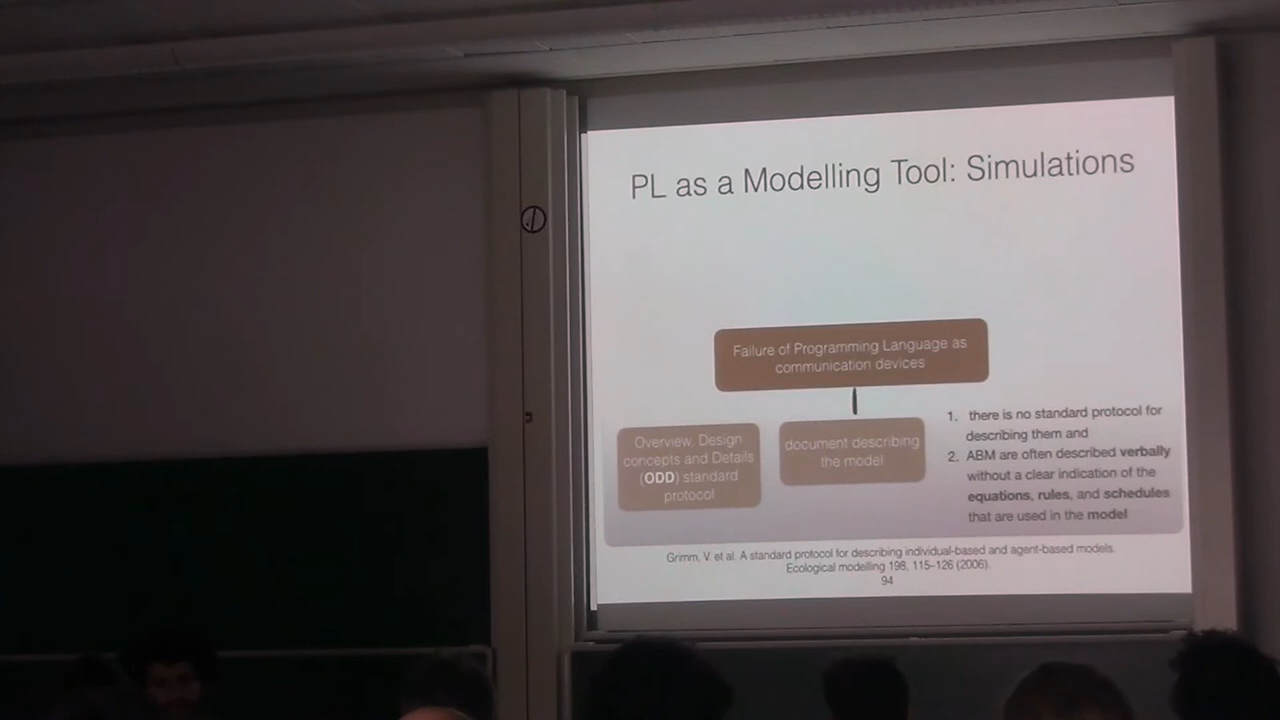 PL as a Modelling Tool: Simulations
Failure of Programming Language as
communication devices
Overview, Design
concepts and Details
(ODD) standard
protocol
document describing
the model
1. there is no standard protocol for
describing them and
2. ABM are often described verbally
without a clear indication of the
equations, rules, and schedules
that are used in the model
Grimm, V. et al. A standard protocol for describing individual-based and agent-based models.
Ecological modelling 198, 115–126 (2006).
94